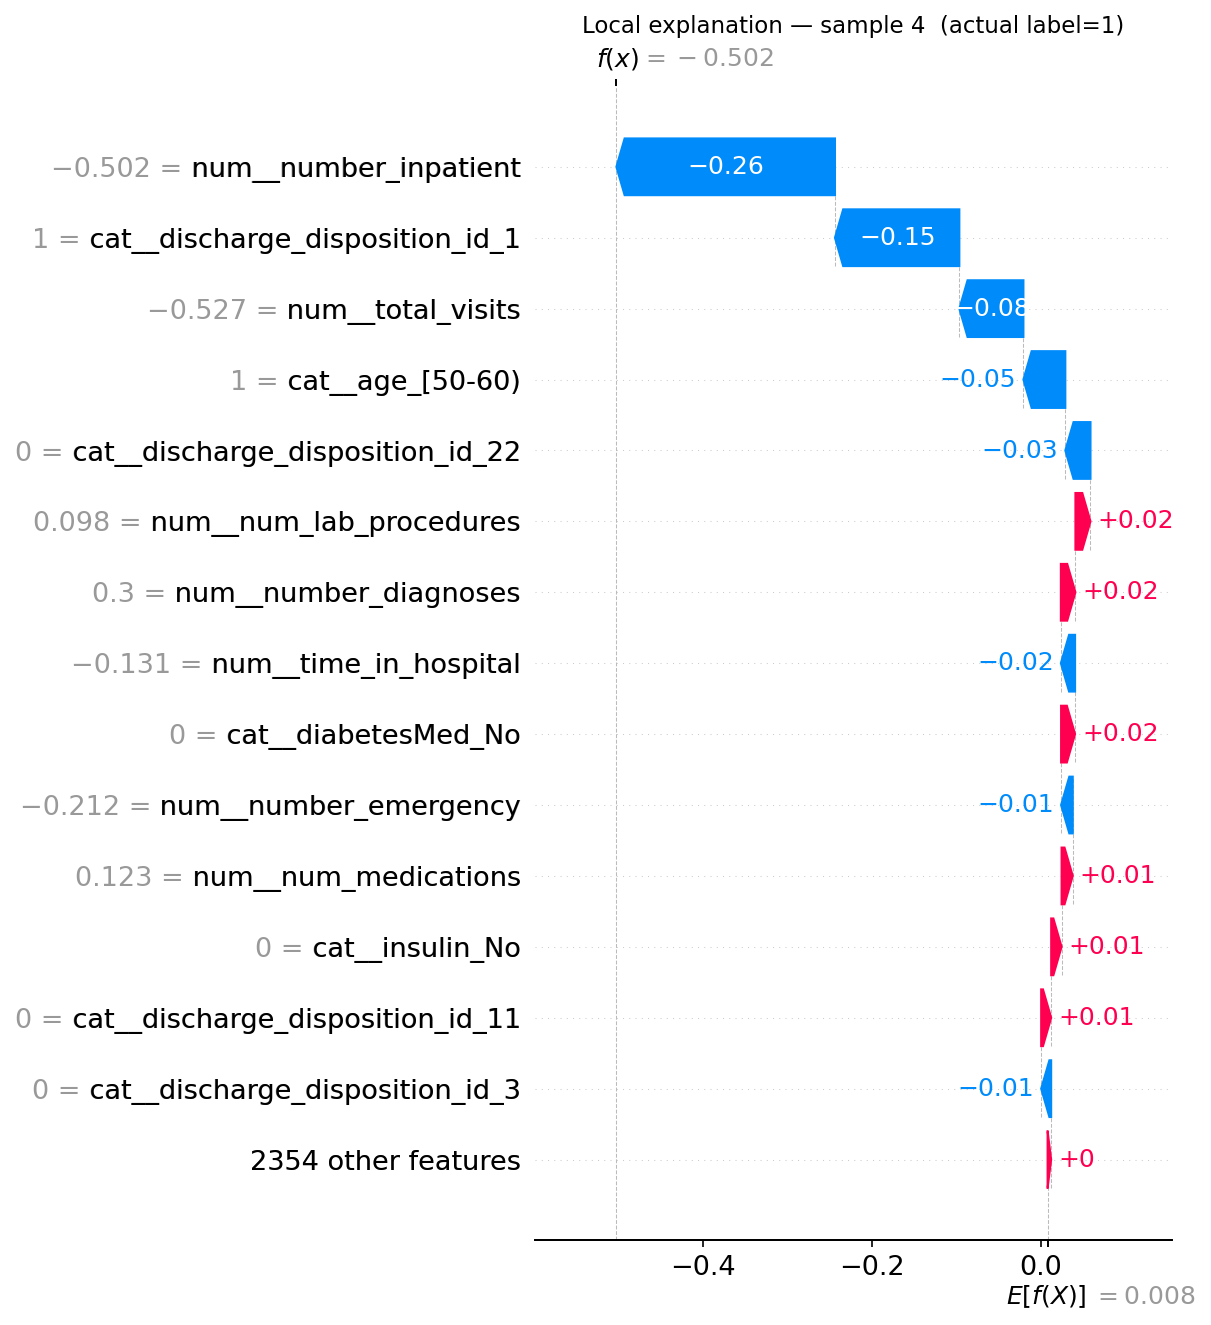 Local explanation — sample 4  (actual label=1)
f(x) = −0.502
−0.502 = num__number_inpatient −0.26
1 = cat__discharge_disposition_id_1 −0.15
−0.527 = num__total_visits −0.08
1 = cat__age_[50-60) −0.05
0 = cat__discharge_disposition_id_22 −0.03
0.098 = num__num_lab_procedures +0.02
0.3 = num__number_diagnoses +0.02
−0.131 = num__time_in_hospital −0.02
0 = cat__diabetesMed_No +0.02
−0.212 = num__number_emergency −0.01
0.123 = num__num_medications +0.01
0 = cat__insulin_No +0.01
0 = cat__discharge_disposition_id_11 +0.01
0 = cat__discharge_disposition_id_3 −0.01
2354 other features +0
−0.4 −0.2 0.0
E[f(X)] = 0.008